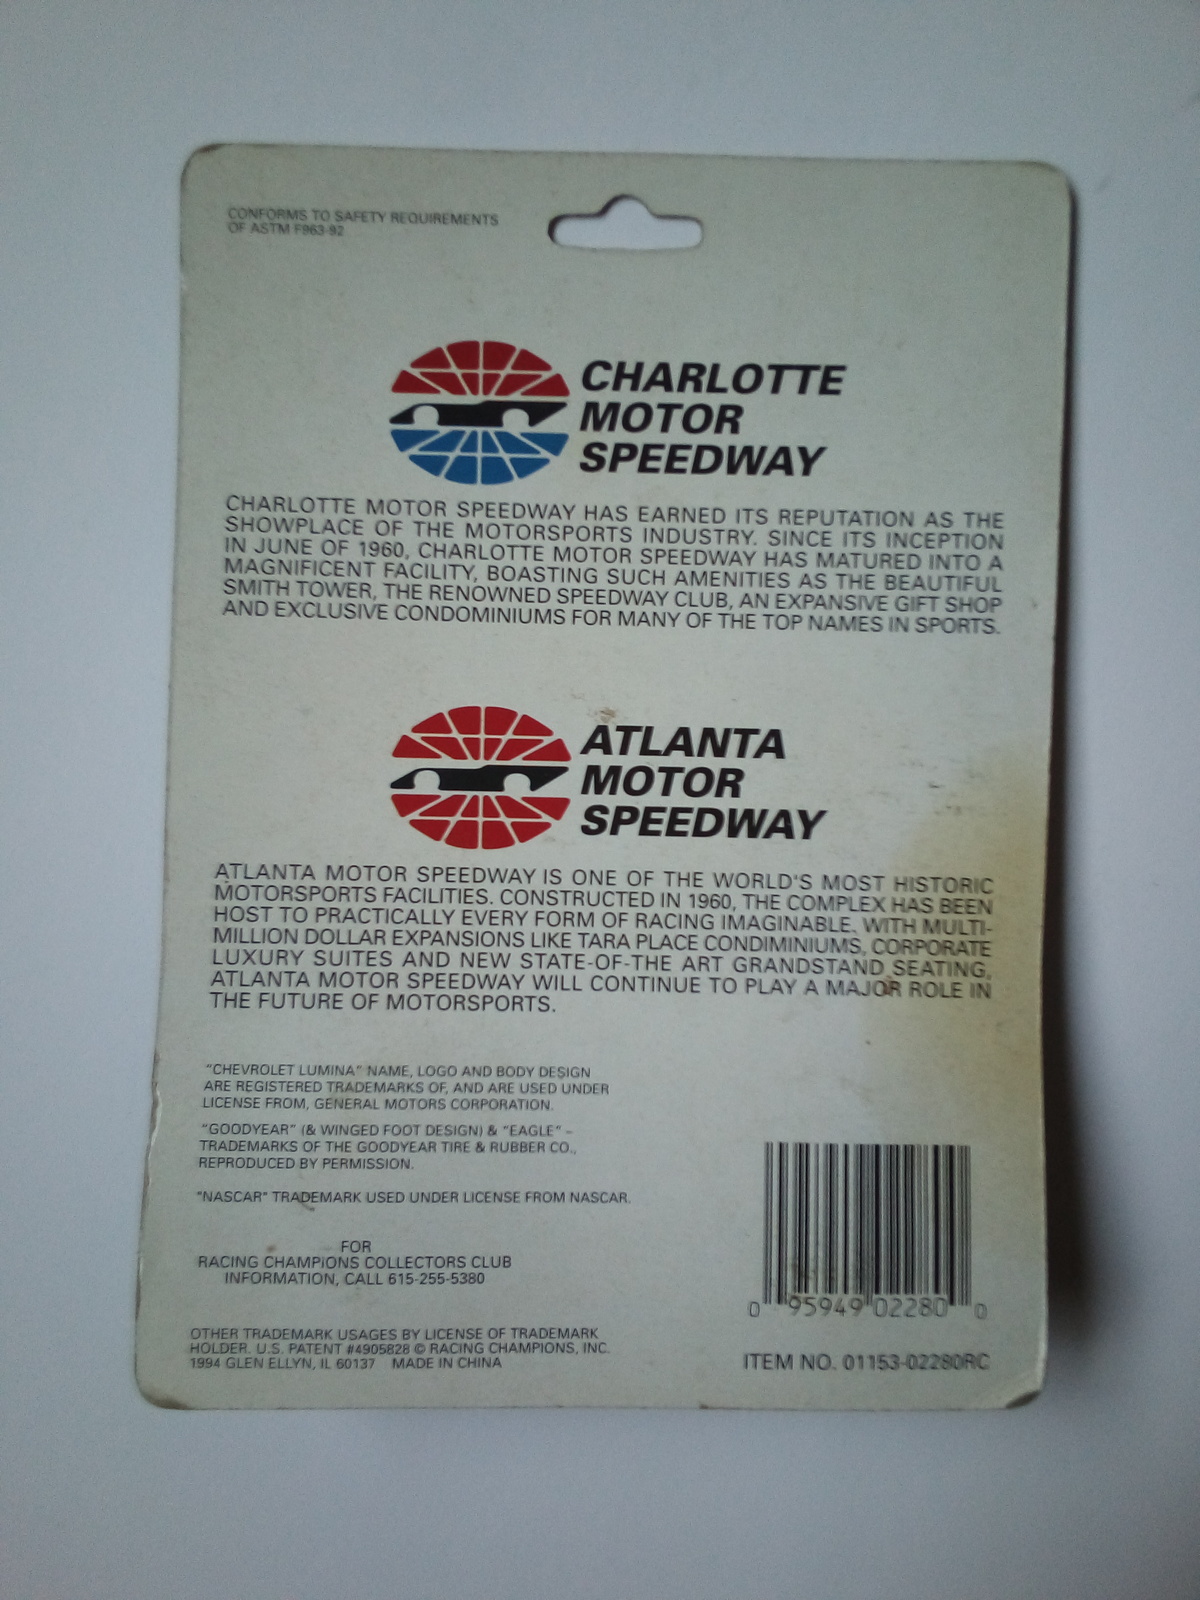 CONFORMS TO SAFETY REQUIREMENTS
OF ASTM F963-92
CHARLOTTE
MOTOR
SPEEDWAY
CHARLOTTE MOTOR SPEEDWAY HAS EARNED ITS REPUTATION AS THE
SHOWPLACE OF THE MOTORSPORTS INDUSTRY. SINCE ITS INCEPTION
IN JUNE OF 1960, CHARLOTTE MOTOR SPEEDWAY HAS MATURED INTO A
MAGNIFICENT FACILITY, BOASTING SUCH AMENITIES AS THE BEAUTIFUL
SMITH TOWER, THE RENOWNED SPEEDWAY CLUB, AN EXPANSIVE GIFT SHOP
AND EXCLUSIVE CONDOMINIUMS FOR MANY OF THE TOP NAMES IN SPORTS.
ATLANTA
MOTOR
SPEEDWAY
ATLANTA MOTOR SPEEDWAY IS ONE OF THE WORLD'S MOST HISTORIC
MOTORSPORTS FACILITIES. CONSTRUCTED IN 1960, THE COMPLEX HAS BEEN
HOST TO PRACTICALLY EVERY FORM OF RACING IMAGINABLE. WITH MULTI-
MILLION DOLLAR EXPANSIONS LIKE TARA PLACE CONDIMINIUMS, CORPORATE
LUXURY SUITES AND NEW STATE-OF-THE ART GRANDSTAND SEATING,
ATLANTA MOTOR SPEEDWAY WILL CONTINUE TO PLAY A MAJOR ROLE IN
THE FUTURE OF MOTORSPORTS.
"CHEVROLET LUMINA" NAME, LOGO AND BODY DESIGN
ARE REGISTERED TRADEMARKS OF, AND ARE USED UNDER
LICENSE FROM, GENERAL MOTORS CORPORATION.
"GOODYEAR" (& WINGED FOOT DESIGN) & "EAGLE" –
TRADEMARKS OF THE GOODYEAR TIRE & RUBBER CO.,
REPRODUCED BY PERMISSION.
"NASCAR" TRADEMARK USED UNDER LICENSE FROM NASCAR.
FOR
RACING CHAMPIONS COLLECTORS CLUB
INFORMATION, CALL 615-255-5380
OTHER TRADEMARK USAGES BY LICENSE OF TRADEMARK
HOLDER. U.S. PATENT #4905828 © RACING CHAMPIONS, INC.
1994 GLEN ELLYN, IL 60137 MADE IN CHINA
0 95949 02280 0
ITEM NO. 01153-02280RC